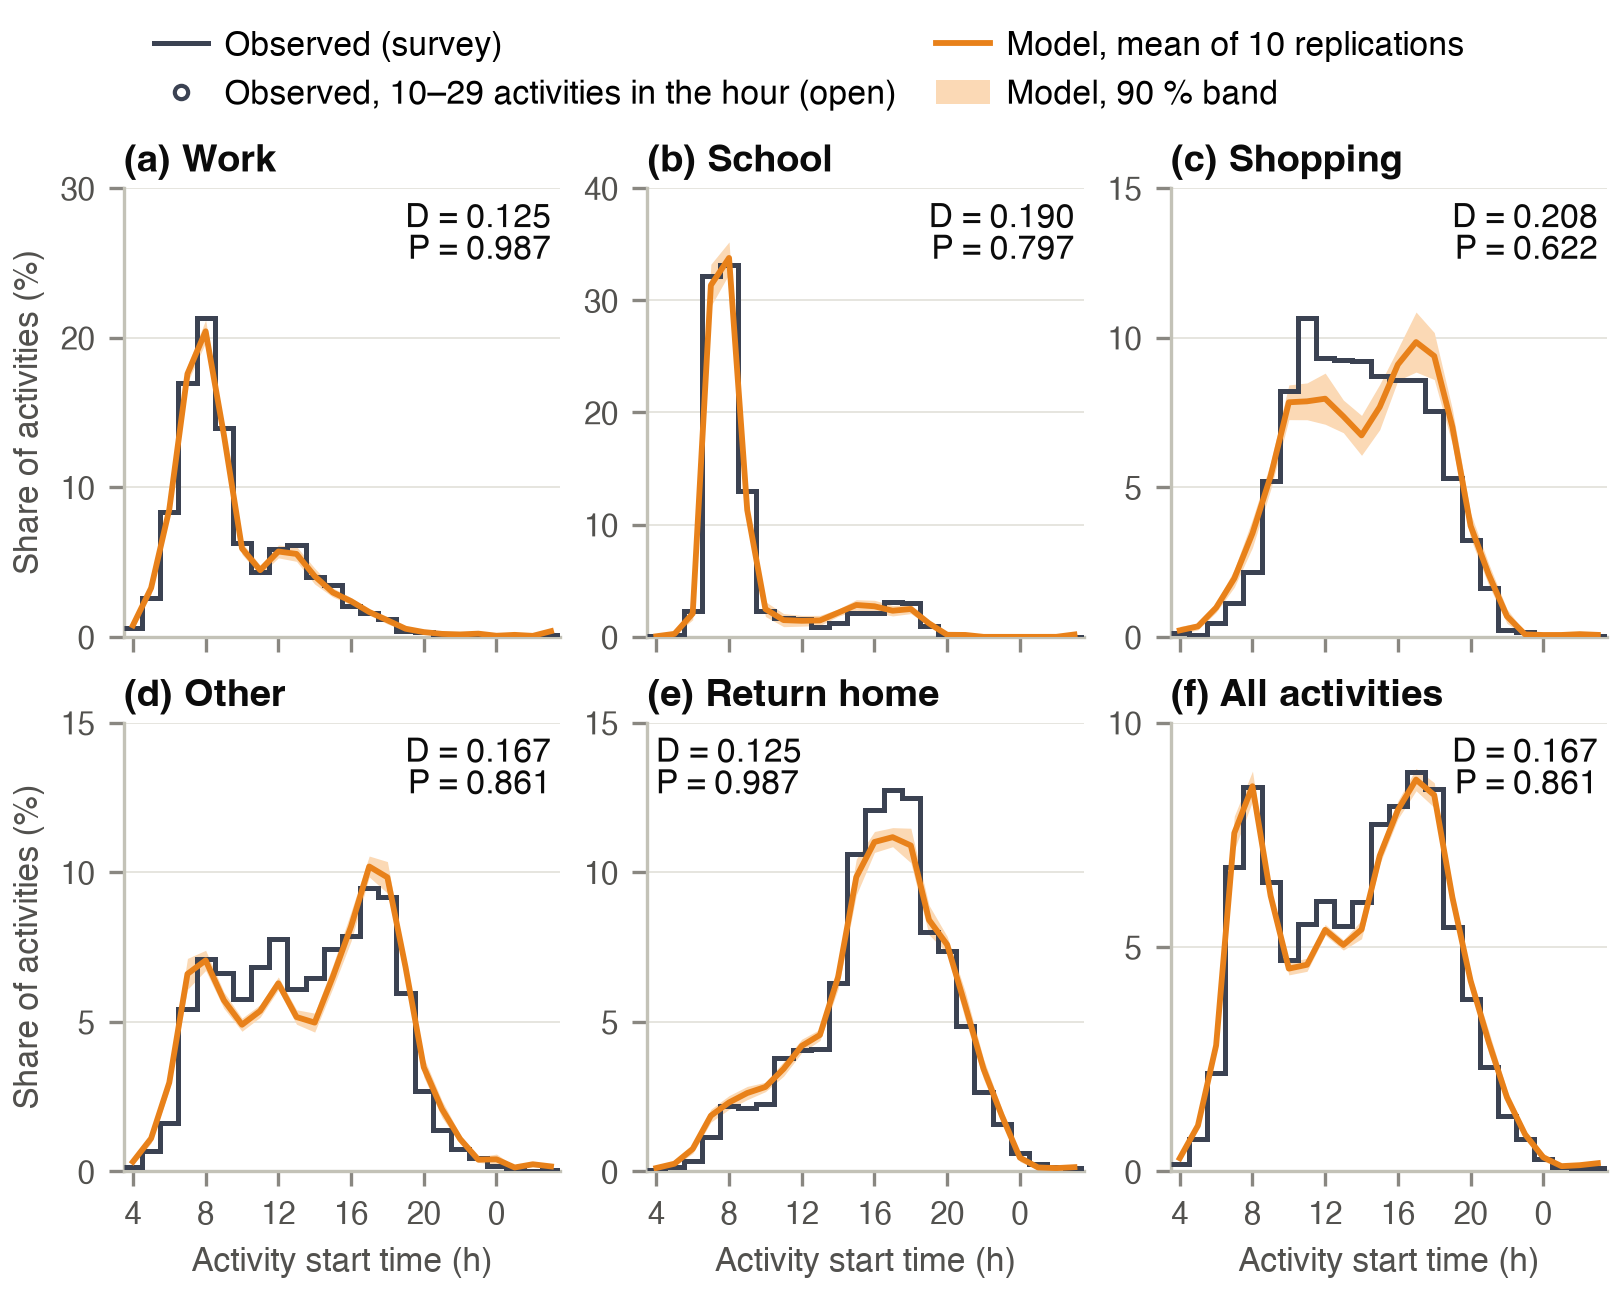 Observed (survey)
Model, mean of 10 replications
Observed, 10–29 activities in the hour (open)
Model, 90 % band
(a) Work
(b) School
(c) Shopping
30
20
10
0
Share of activities (%)
D = 0.125
P = 0.987
40
30
20
10
0
D = 0.190
P = 0.797
15
10
5
0
D = 0.208
P = 0.622
(d) Other
(e) Return home
(f) All activities
15
10
5
0
Share of activities (%)
D = 0.167
P = 0.861
4 8 12 16 20 0
Activity start time (h)
15
10
5
0
D = 0.125
P = 0.987
4 8 12 16 20 0
Activity start time (h)
10
5
0
D = 0.167
P = 0.861
4 8 12 16 20 0
Activity start time (h)